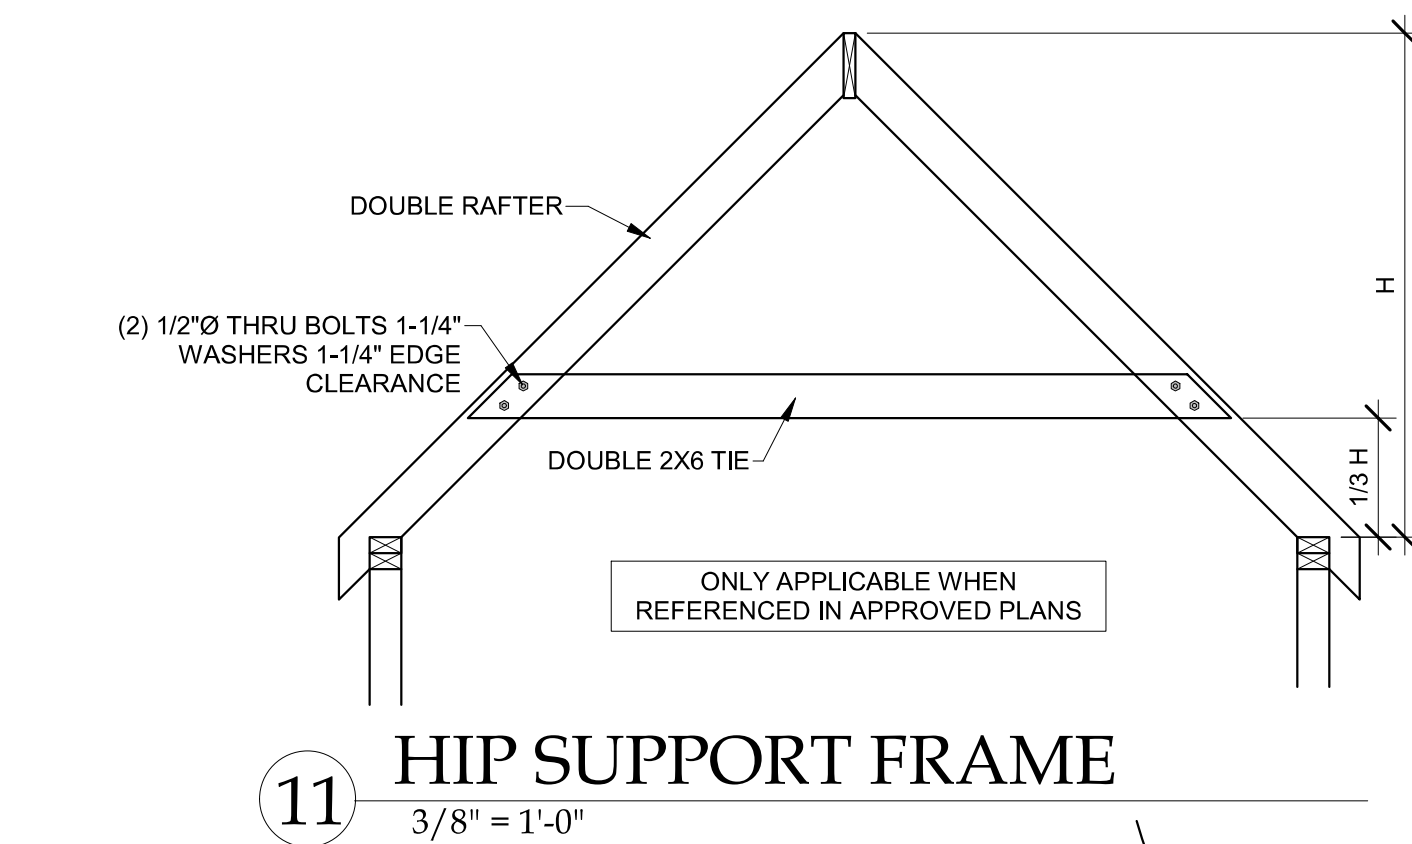 DOUBLE RAFTER
(2) 1/2"Ø THRU BOLTS 1-1/4"
WASHERS 1-1/4" EDGE
CLEARANCE
H
DOUBLE 2X6 TIE
1/3 H
ONLY APPLICABLE WHEN
REFERENCED IN APPROVED PLANS
11 HIP SUPPORT FRAME
3/8" = 1'-0"